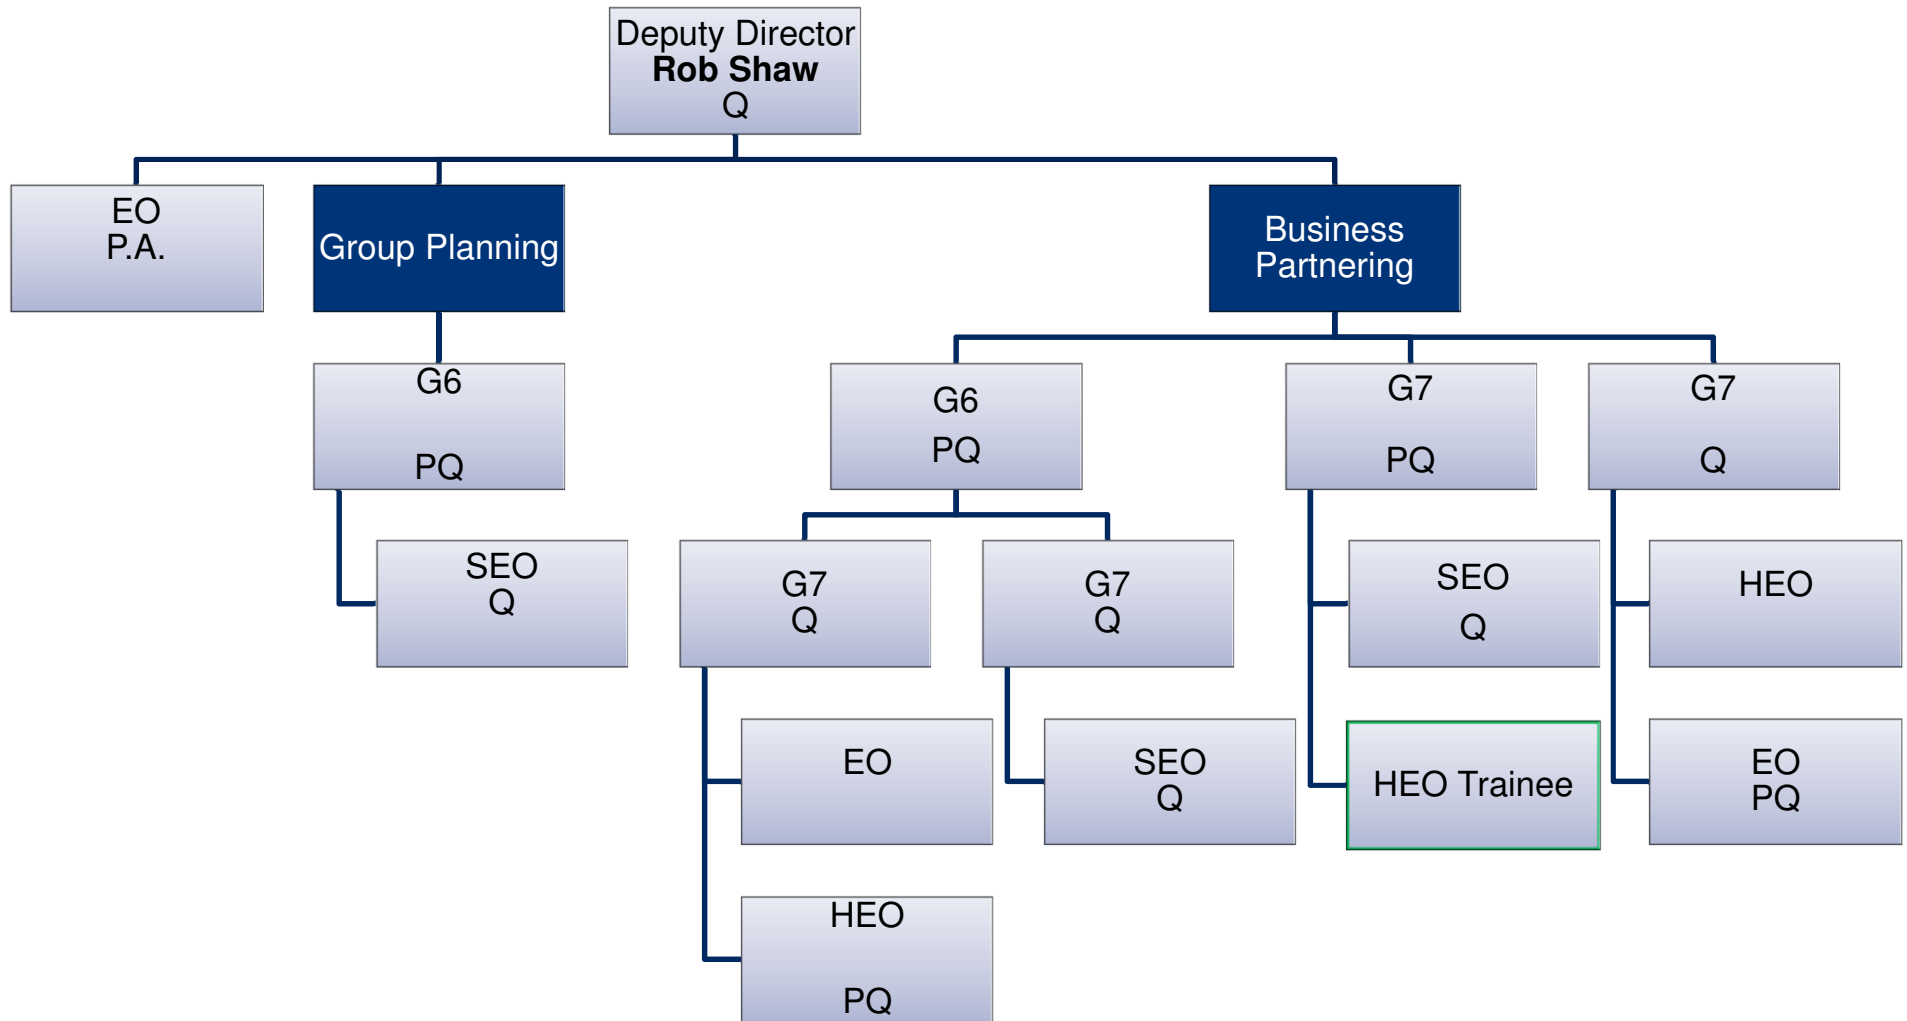 Deputy Director
Rob Shaw
Q
EO
P.A.
Group Planning
Business
Partnering
G6
PQ
G6
PQ
G7
PQ
G7
Q
SEO
Q
G7
Q
G7
Q
SEO
Q
HEO
EO
SEO
Q
HEO Trainee
EO
PQ
HEO
PQ